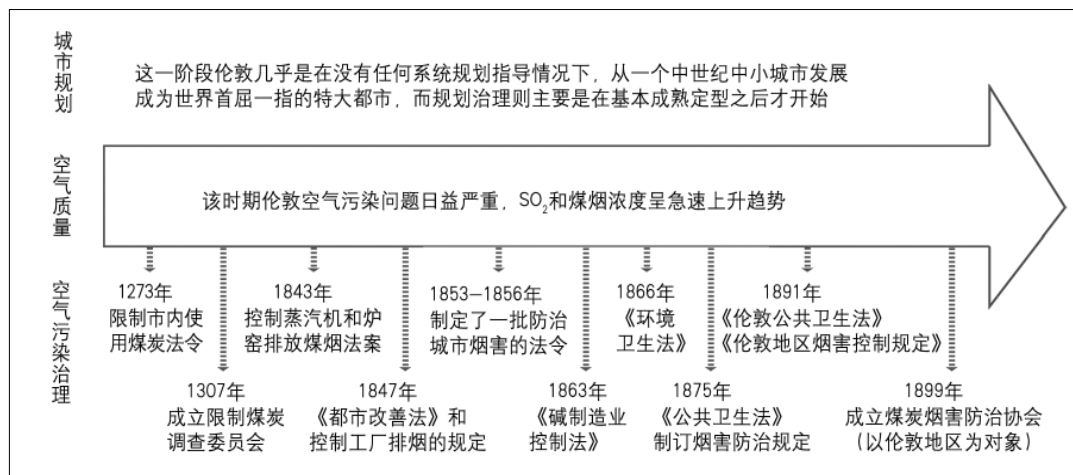 城市规划
这一阶段伦敦几乎是在没有任何系统规划指导情况下，从一个中世纪中小城市发展
成为世界首屈一指的特大都市，而规划治理则主要是在基本成熟定型之后才开始
空气质量
该时期伦敦空气污染问题日益严重，SO₂和煤烟浓度呈急速上升趋势
空气污染治理
1273年
限制市内使
用煤炭法令
1307年
成立限制煤炭
调查委员会
1843年
控制蒸汽机和炉
窑排放煤烟法案
1847年
《都市改善法》和
控制工厂排烟的规定
1853—1856年
制定了一批防治
城市烟害的法令
1863年
《碱制造业
控制法》
1866年
《环境
卫生法》
1875年
《公共卫生法》
制订烟害防治规定
1891年
《伦敦公共卫生法》
《伦敦地区烟害控制规定》
1899年
成立煤炭烟害防治协会
(以伦敦地区为对象)